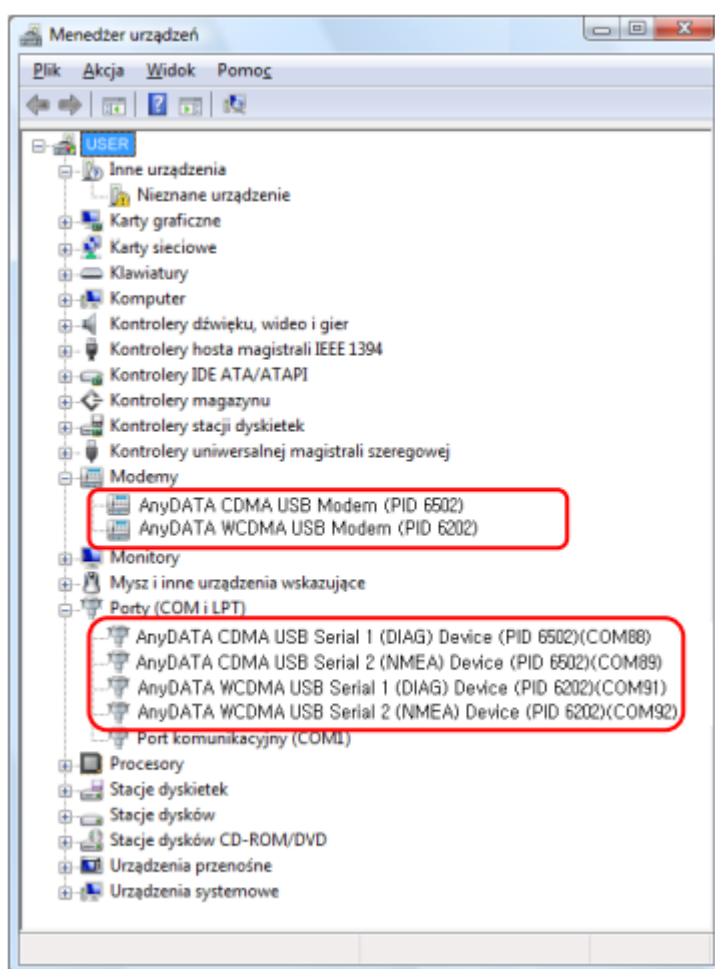 Menedżer urządzeń
Plik Akcja Widok Pomoc
USER
Inne urządzenia
Nieznane urządzenie
Karty graficzne
Karty sieciowe
Klawiatury
Komputer
Kontrolery dźwięku, wideo i gier
Kontrolery hosta magistrali IEEE 1394
Kontrolery IDE ATA/ATAPI
Kontrolery magazynu
Kontrolery stacji dyskietek
Kontrolery uniwersalnej magistrali szeregowej
Modemy
AnyDATA CDMA USB Modem (PID 6502)
AnyDATA WCDMA USB Modem (PID 6202)
Monitory
Mysz i inne urządzenia wskazujące
Porty (COM i LPT)
AnyDATA CDMA USB Serial 1 (DIAG) Device (PID 6502)(COM88)
AnyDATA CDMA USB Serial 2 (NMEA) Device (PID 6502)(COM89)
AnyDATA WCDMA USB Serial 1 (DIAG) Device (PID 6202)(COM91)
AnyDATA WCDMA USB Serial 2 (NMEA) Device (PID 6202)(COM92)
Port komunikacyjny (COM1)
Procesory
Stacje dyskietek
Stacje dysków
Stacje dysków CD-ROM/DVD
Urządzenia przenośne
Urządzenia systemowe